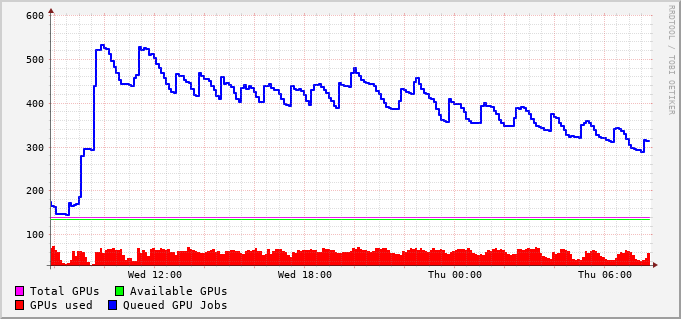 600
500
400
300
200
100
Wed 12:00 Wed 18:00 Thu 00:00 Thu 06:00
Total GPUs Available GPUs
GPUs used Queued GPU Jobs
RRDTOOL / TOBI OETIKER